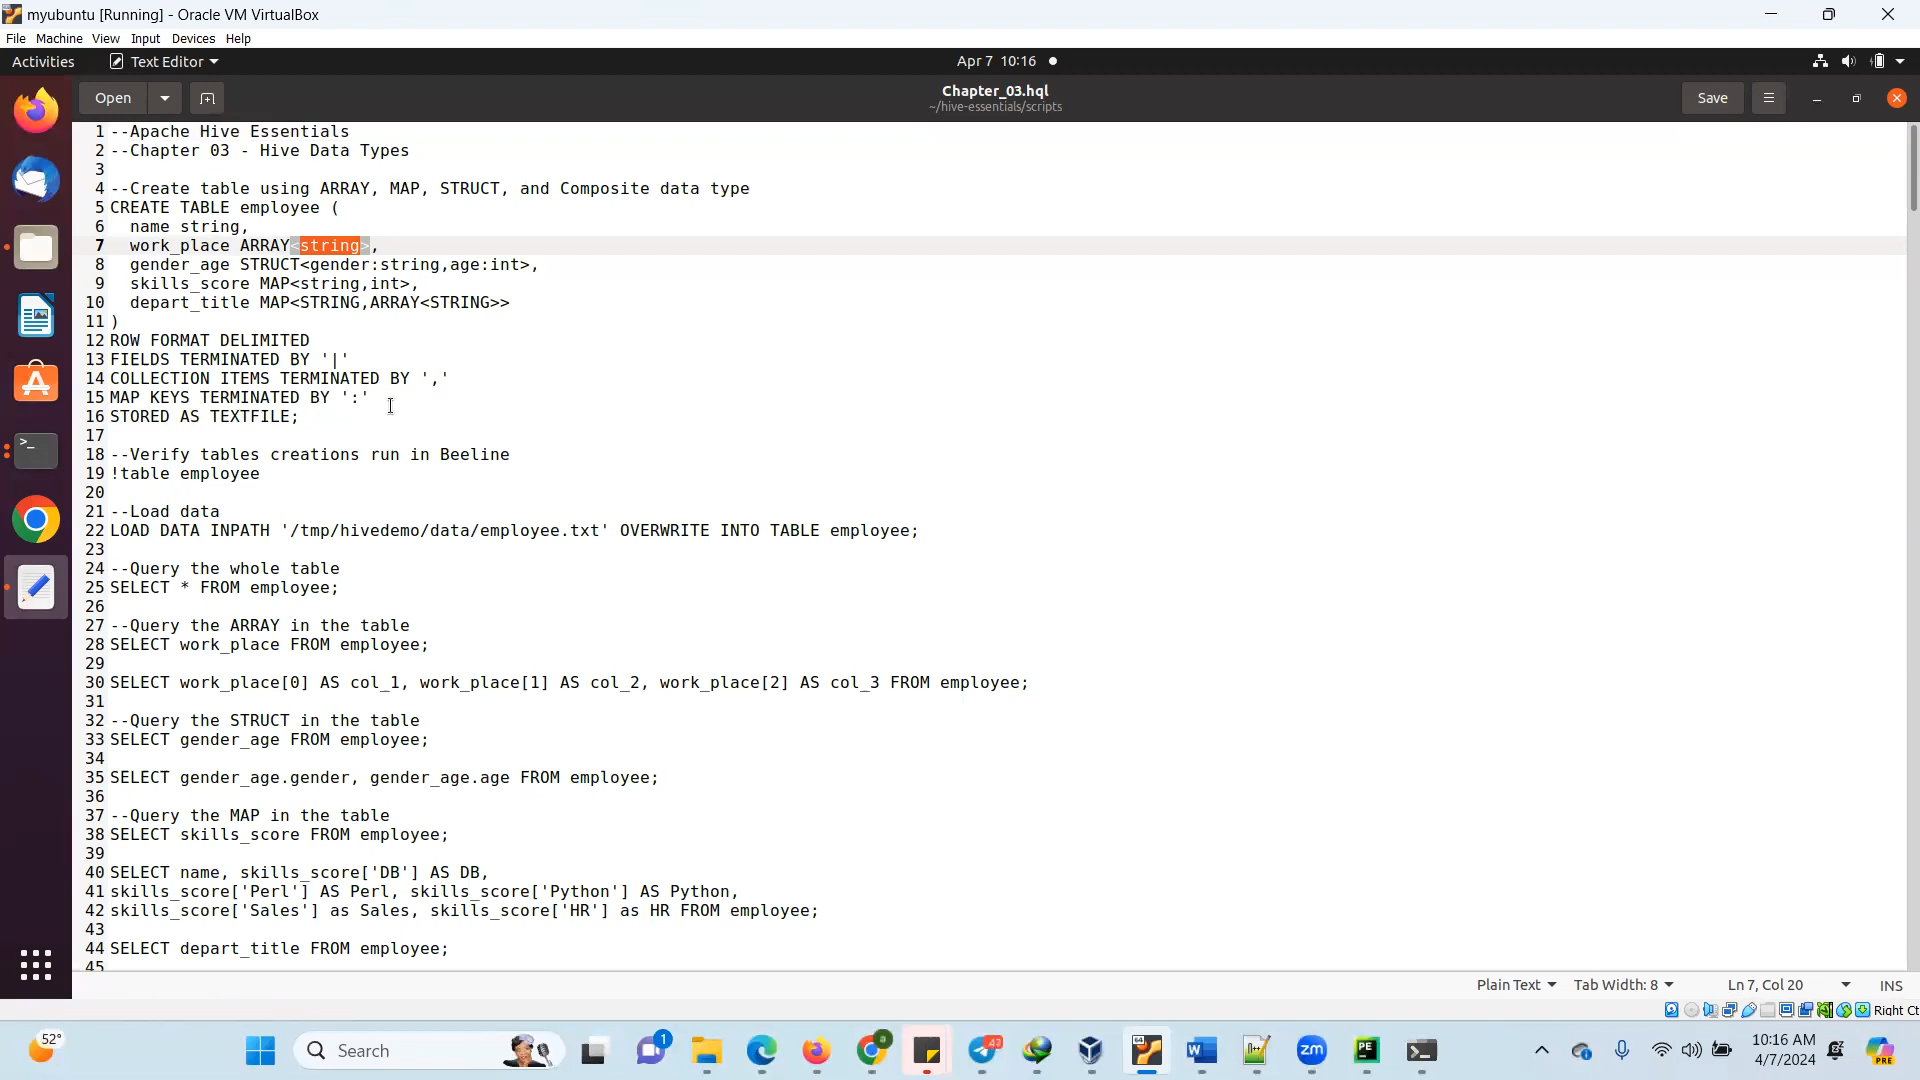 myubuntu [Running] - Oracle VM VirtualBox
File Machine View Input Devices Help
Activities Text Editor Apr 7 10:16
Open Chapter_03.hql Save
~/hive-essentials/scripts
1 --Apache Hive Essentials
2 --Chapter 03 - Hive Data Types
3
4 --Create table using ARRAY, MAP, STRUCT, and Composite data type
5 CREATE TABLE employee (
6   name string,
7   work_place ARRAY<string>,
8   gender_age STRUCT<gender:string,age:int>,
9   skills_score MAP<string,int>,
10   depart_title MAP<STRING,ARRAY<STRING>>
11 )
12 ROW FORMAT DELIMITED
13 FIELDS TERMINATED BY '|'
14 COLLECTION ITEMS TERMINATED BY ','
15 MAP KEYS TERMINATED BY ':'
16 STORED AS TEXTFILE;
17
18 --Verify tables creations run in Beeline
19 !table employee
20
21 --Load data
22 LOAD DATA INPATH '/tmp/hivedemo/data/employee.txt' OVERWRITE INTO TABLE employee;
23
24 --Query the whole table
25 SELECT * FROM employee;
26
27 --Query the ARRAY in the table
28 SELECT work_place FROM employee;
29
30 SELECT work_place[0] AS col_1, work_place[1] AS col_2, work_place[2] AS col_3 FROM employee;
31
32 --Query the STRUCT in the table
33 SELECT gender_age FROM employee;
34
35 SELECT gender_age.gender, gender_age.age FROM employee;
36
37 --Query the MAP in the table
38 SELECT skills_score FROM employee;
39
40 SELECT name, skills_score['DB'] AS DB,
41 skills_score['Perl'] AS Perl, skills_score['Python'] AS Python,
42 skills_score['Sales'] as Sales, skills_score['HR'] as HR FROM employee;
43
44 SELECT depart_title FROM employee;
45
Plain Text Tab Width: 8 Ln 7, Col 20 INS
Right Ct
52° Search 1 42 10:16 AM
4/7/2024